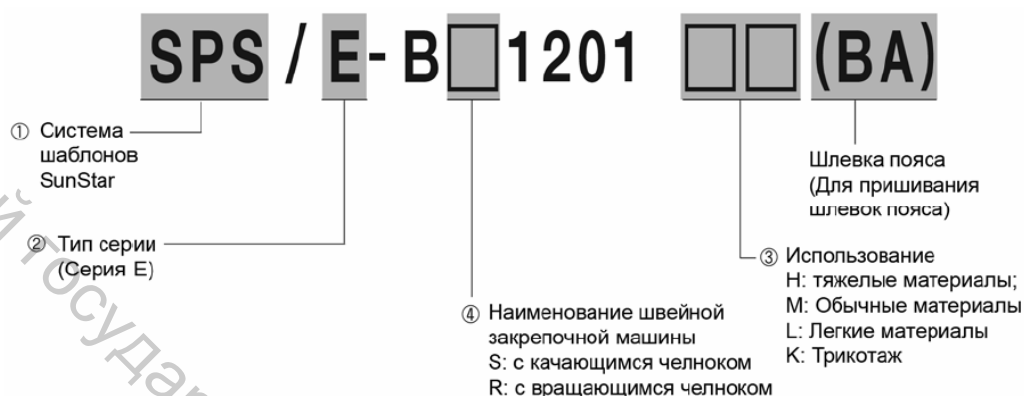 SPS / E - B□1201 □□ (BA)
① Система
шаблонов
SunStar
Шлевка пояса
(Для пришивания
шлевок пояса)
② Тип серии
(Серия Е)
③ Использование
H: тяжелые материалы;
M: Обычные материалы
L: Легкие материалы
K: Трикотаж
④ Наименование швейной
закрепочной машины
S: с качающимся челноком
R: с вращающимся челноком